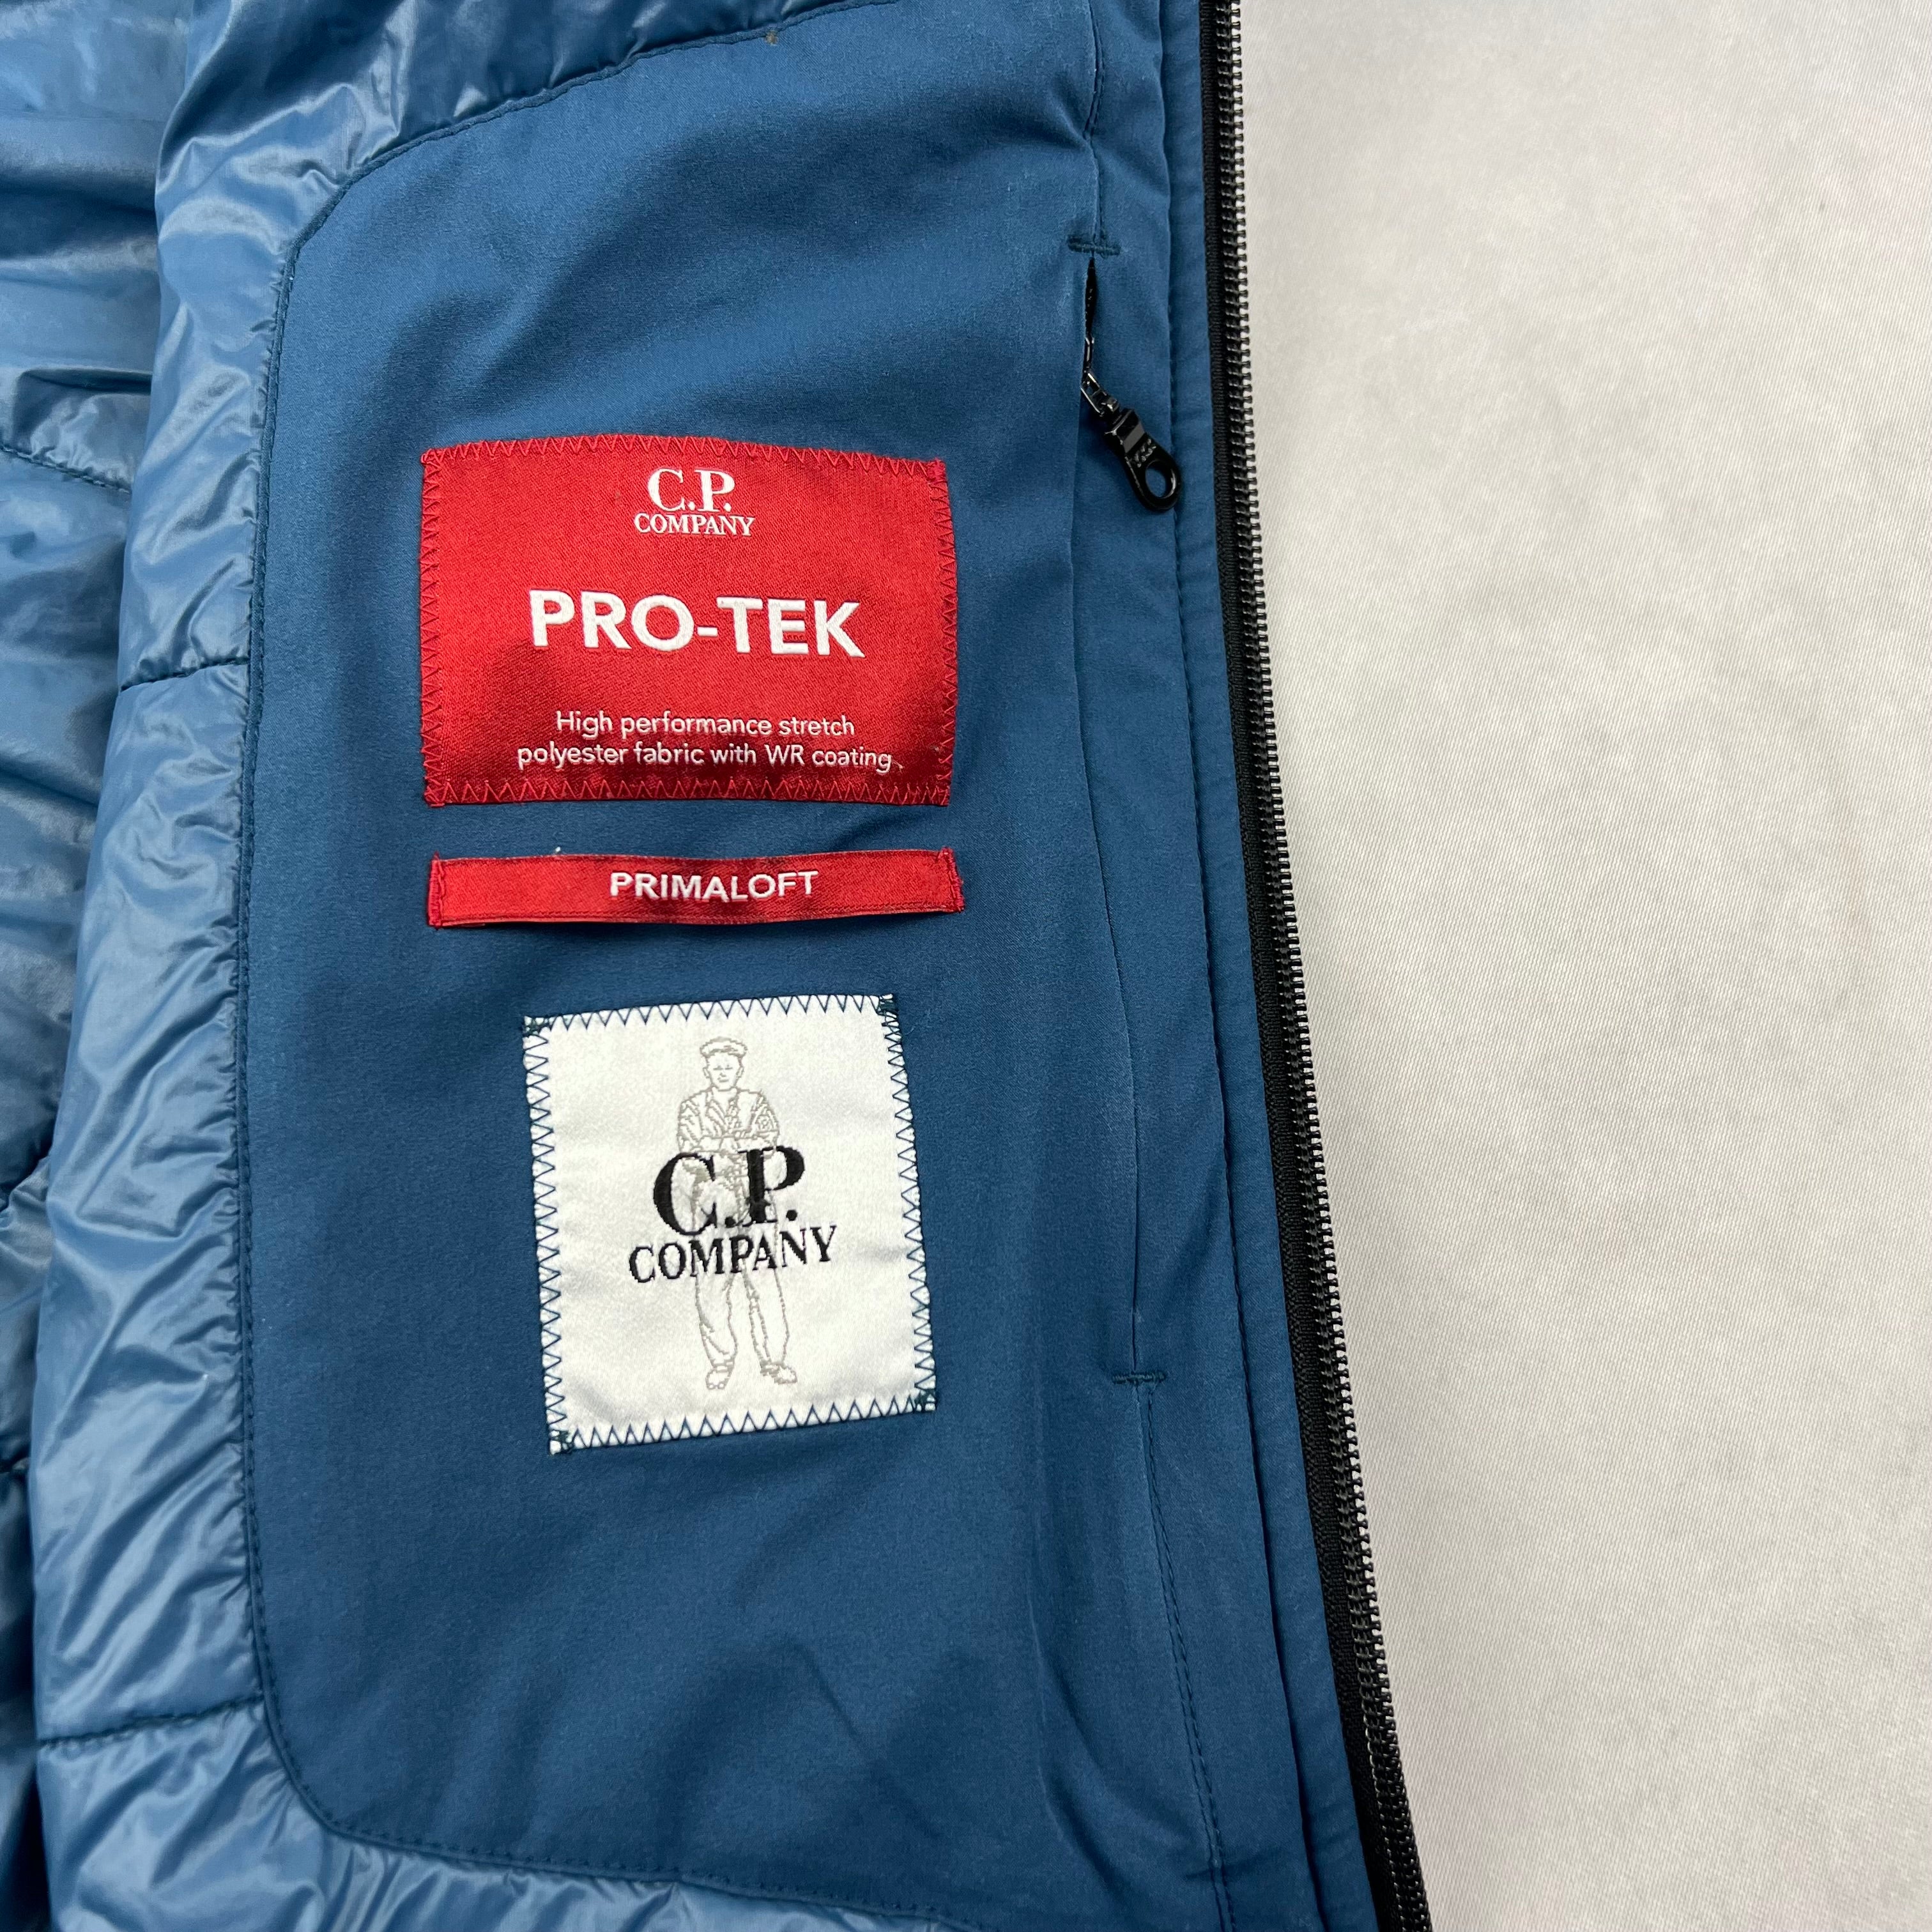 C.P.
COMPANY
PRO-TEK
High performance stretch
polyester fabric with WR coating
PRIMALOFT
C.P.
COMPANY